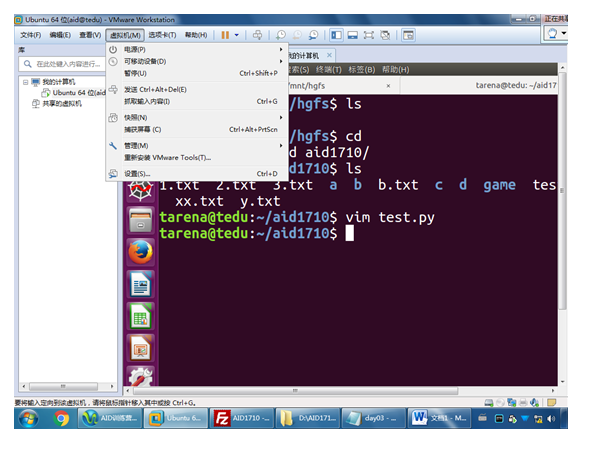 Ubuntu 64 位(aid@tedu) - VMware Workstation
正在共享
文件(F) 编辑(E) 查看(V) 虚拟机(M) 选项卡(T) 帮助(H)
库
在此处键入内容进行...
我的计算机
Ubuntu 64 位(aid
共享的虚拟机
电源(P)
可移动设备(D)
暂停(U) Ctrl+Shift+P
发送 Ctrl+Alt+Del(E)
抓取输入内容(I) Ctrl+G
快照(N)
捕获屏幕 (C) Ctrl+Alt+PrtScn
管理(M)
重新安装 VMware Tools(T)...
设置(S)... Ctrl+D
的计算机
索(S) 终端(T) 标签(B) 帮助(H)
/mnt/hgfs
tarena@tedu: ~/aid17
/hgfs$ ls
/hgfs$ cd
d aid1710/
d1710$ ls
1.txt 2.txt 3.txt a b b.txt c d game tes
xx.txt y.txt
tarena@tedu:~/aid1710$ vim test.py
tarena@tedu:~/aid1710$
要将输入定向到该虚拟机，请将鼠标指针移入其中或按 Ctrl+G。
AID训练营...
Ubuntu 6...
AID1710 -...
D:\AID171...
day03 - ...
文档1 - M...